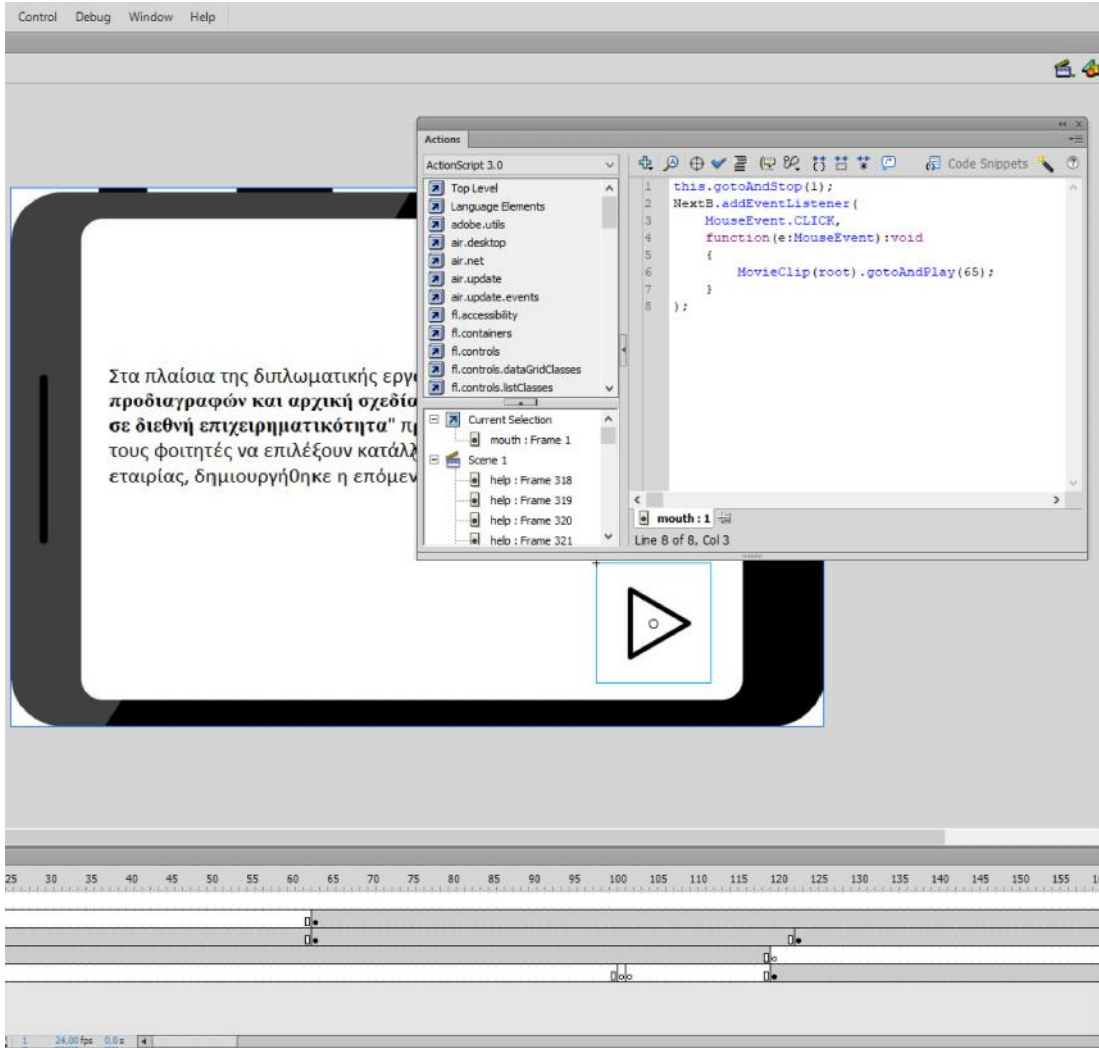 Control Debug Window Help
Actions
ActionScript 3.0
Top Level
Language Elements
adobe.utils
air.desktop
air.net
air.update
air.update.events
fl.accessibility
fl.containers
fl.controls
fl.controls.dataGridClasses
fl.controls.listClasses
Current Selection
mouth : Frame 1
Scene 1
help : Frame 318
help : Frame 319
help : Frame 320
help : Frame 321
Code Snippets
1 this.gotoAndStop(1);
2 NextB.addEventListener(
3 MouseEvent.CLICK,
4 function(e:MouseEvent):void
5 {
6 MovieClip(root).gotoAndPlay(65);
7 }
8 );
mouth : 1
Line 8 of 8, Col 3
Στα πλαίσια της διπλωματικής
προδιαγραφών και αρχική
σε διεθνή επιχειρηματικότητα"
τους φοιτητές να επιλέξουν
εταιρίας, δημιουργήθηκε η
25 30 35 40 45 50 55 60 65 70 75 80 85 90 95 100 105 110 115 120 125 130 135 140 145 150 155
1 24,00 fps 0,0 s